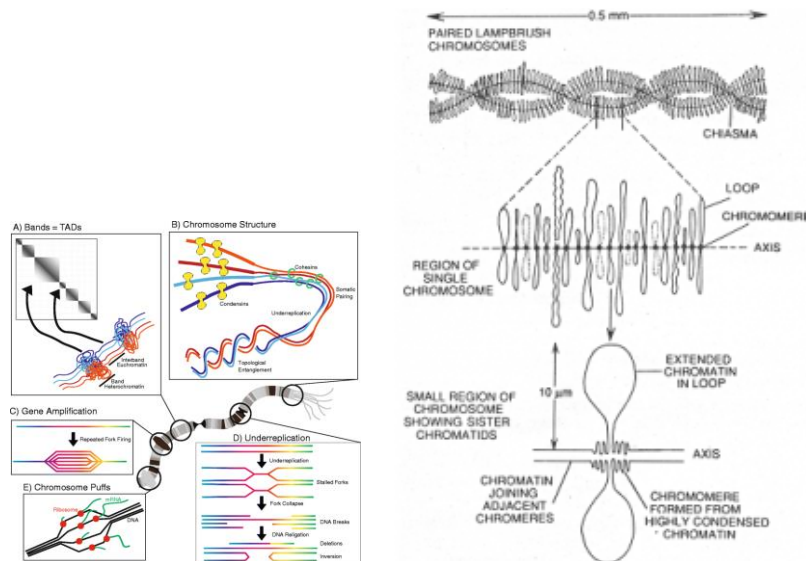 A) Bands = TADs
Interband
Euchromatin
Band
Heterochromatin
B) Chromosome Structure
Cohesins
Somatic
Pairing
Condensins
Underreplication
Topological
Entanglement
C) Gene Amplification
Repeated Fork Firing
D) Underreplication
Underreplication
Stalled Forks
Fork Collapse
DNA Breaks
DNA Religation
Deletions
Inversion
E) Chromosome Puffs
mRNA
Ribosome
DNA
0.5 mm
PAIRED LAMPBRUSH
CHROMOSOMES
CHIASMA
LOOP
CHROMOMERE
AXIS
REGION OF
SINGLE
CHROMOSOME
10 μm
EXTENDED
CHROMATIN
IN LOOP
SMALL REGION OF
CHROMOSOME
SHOWING SISTER
CHROMATIDS
AXIS
CHROMATIN
JOINING
ADJACENT
CHROMERES
CHROMOMERE
FORMED FROM
HIGHLY CONDENSED
CHROMATIN